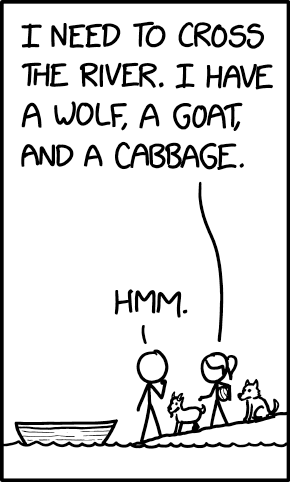 I NEED TO CROSS
THE RIVER. I HAVE
A WOLF, A GOAT,
AND A CABBAGE.
HMM.